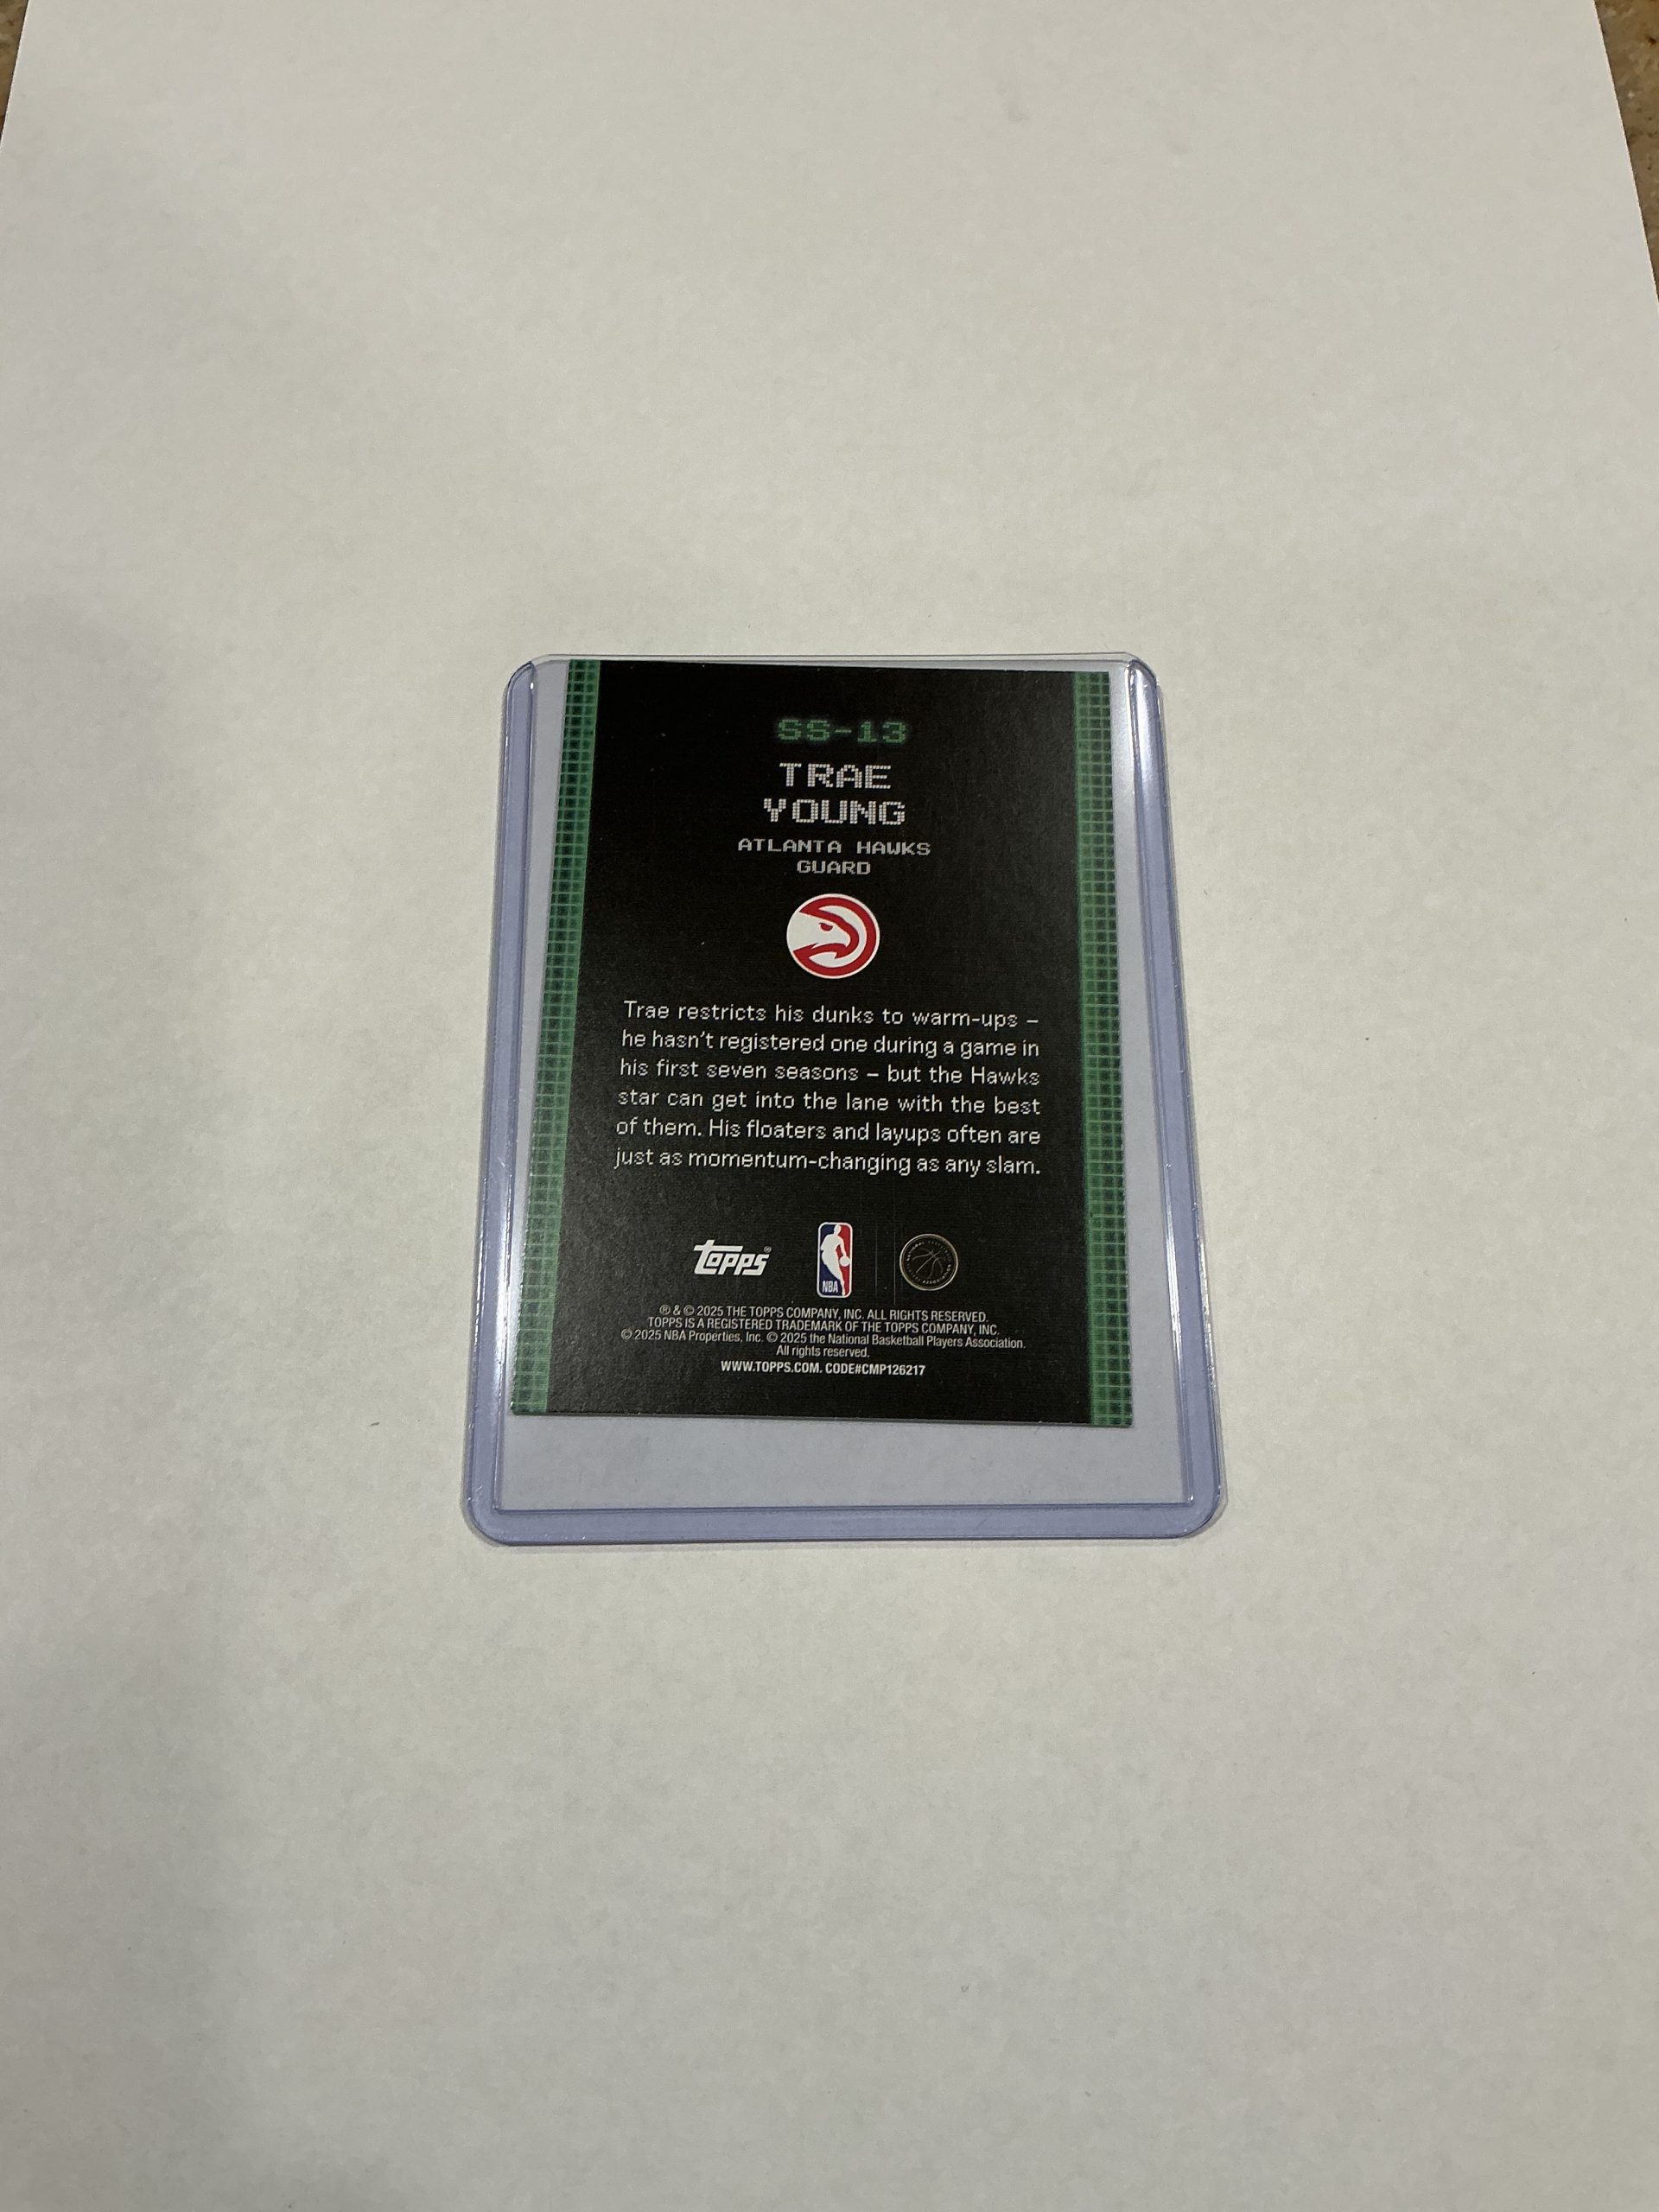 SS-13
TRAE
YOUNG
ATLANTA HAWKS
GUARD
Trae restricts his dunks to warm-ups –
he hasn't registered one during a game in
his first seven seasons – but the Hawks
star can get into the lane with the best
of them. His floaters and layups often are
just as momentum-changing as any slam.
topps®
NBA
® & © 2025 THE TOPPS COMPANY, INC. ALL RIGHTS RESERVED.
TOPPS IS A REGISTERED TRADEMARK OF THE TOPPS COMPANY, INC.
© 2025 NBA Properties, Inc. © 2025 the National Basketball Players Association.
All rights reserved.
WWW.TOPPS.COM. CODE#CMP126217